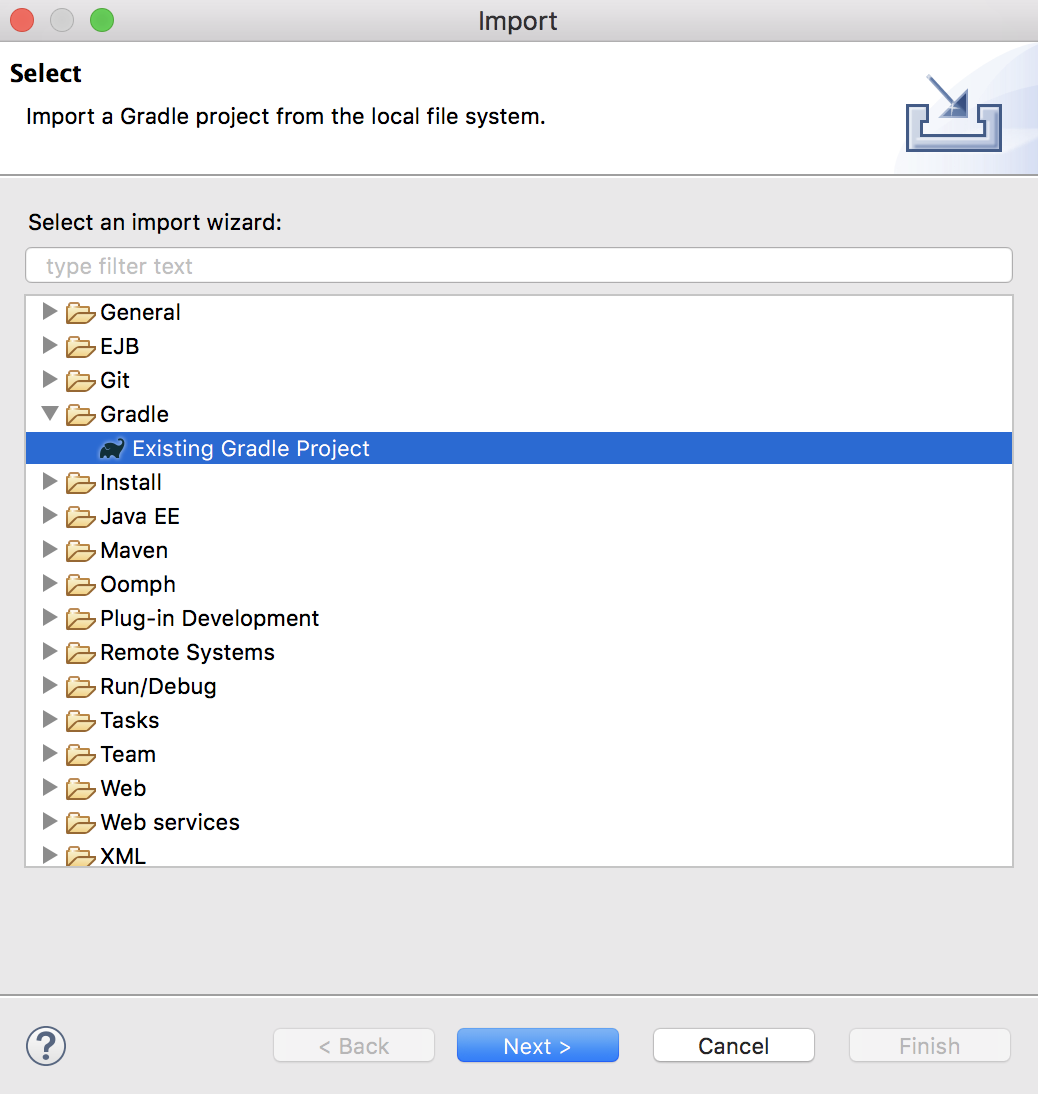 Import
Select
Import a Gradle project from the local file system.
Select an import wizard:
type filter text
General
EJB
Git
Gradle
Existing Gradle Project
Install
Java EE
Maven
Oomph
Plug-in Development
Remote Systems
Run/Debug
Tasks
Team
Web
Web services
XML
? < Back Next > Cancel Finish